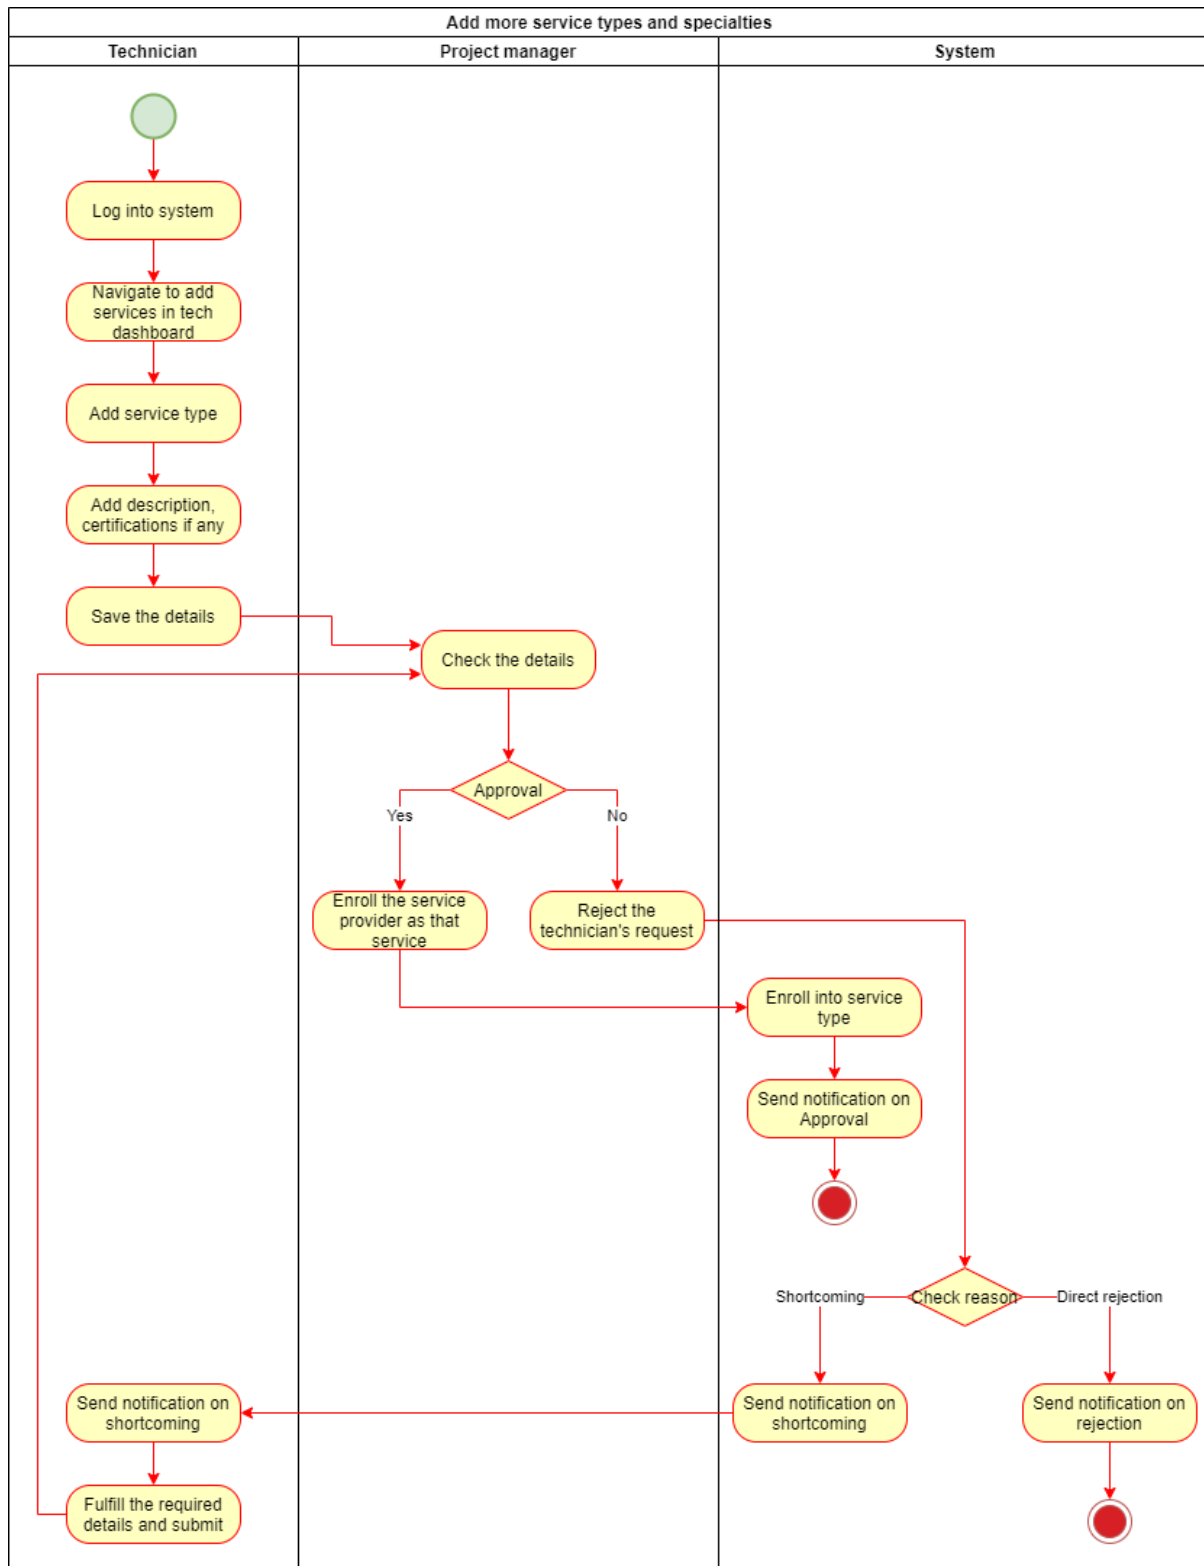 Add more service types and specialties
Technician
Project manager
System
Log into system
Navigate to add
services in tech
dashboard
Add service type
Add description,
certifications if any
Save the details
Check the details
Approval
Yes
No
Enroll the service
provider as that
service
Reject the
technician's request
Enroll into service
type
Send notification on
Approval
Shortcoming
Check reason
Direct rejection
Send notification on
shortcoming
Send notification on
shortcoming
Send notification on
rejection
Fulfill the required
details and submit